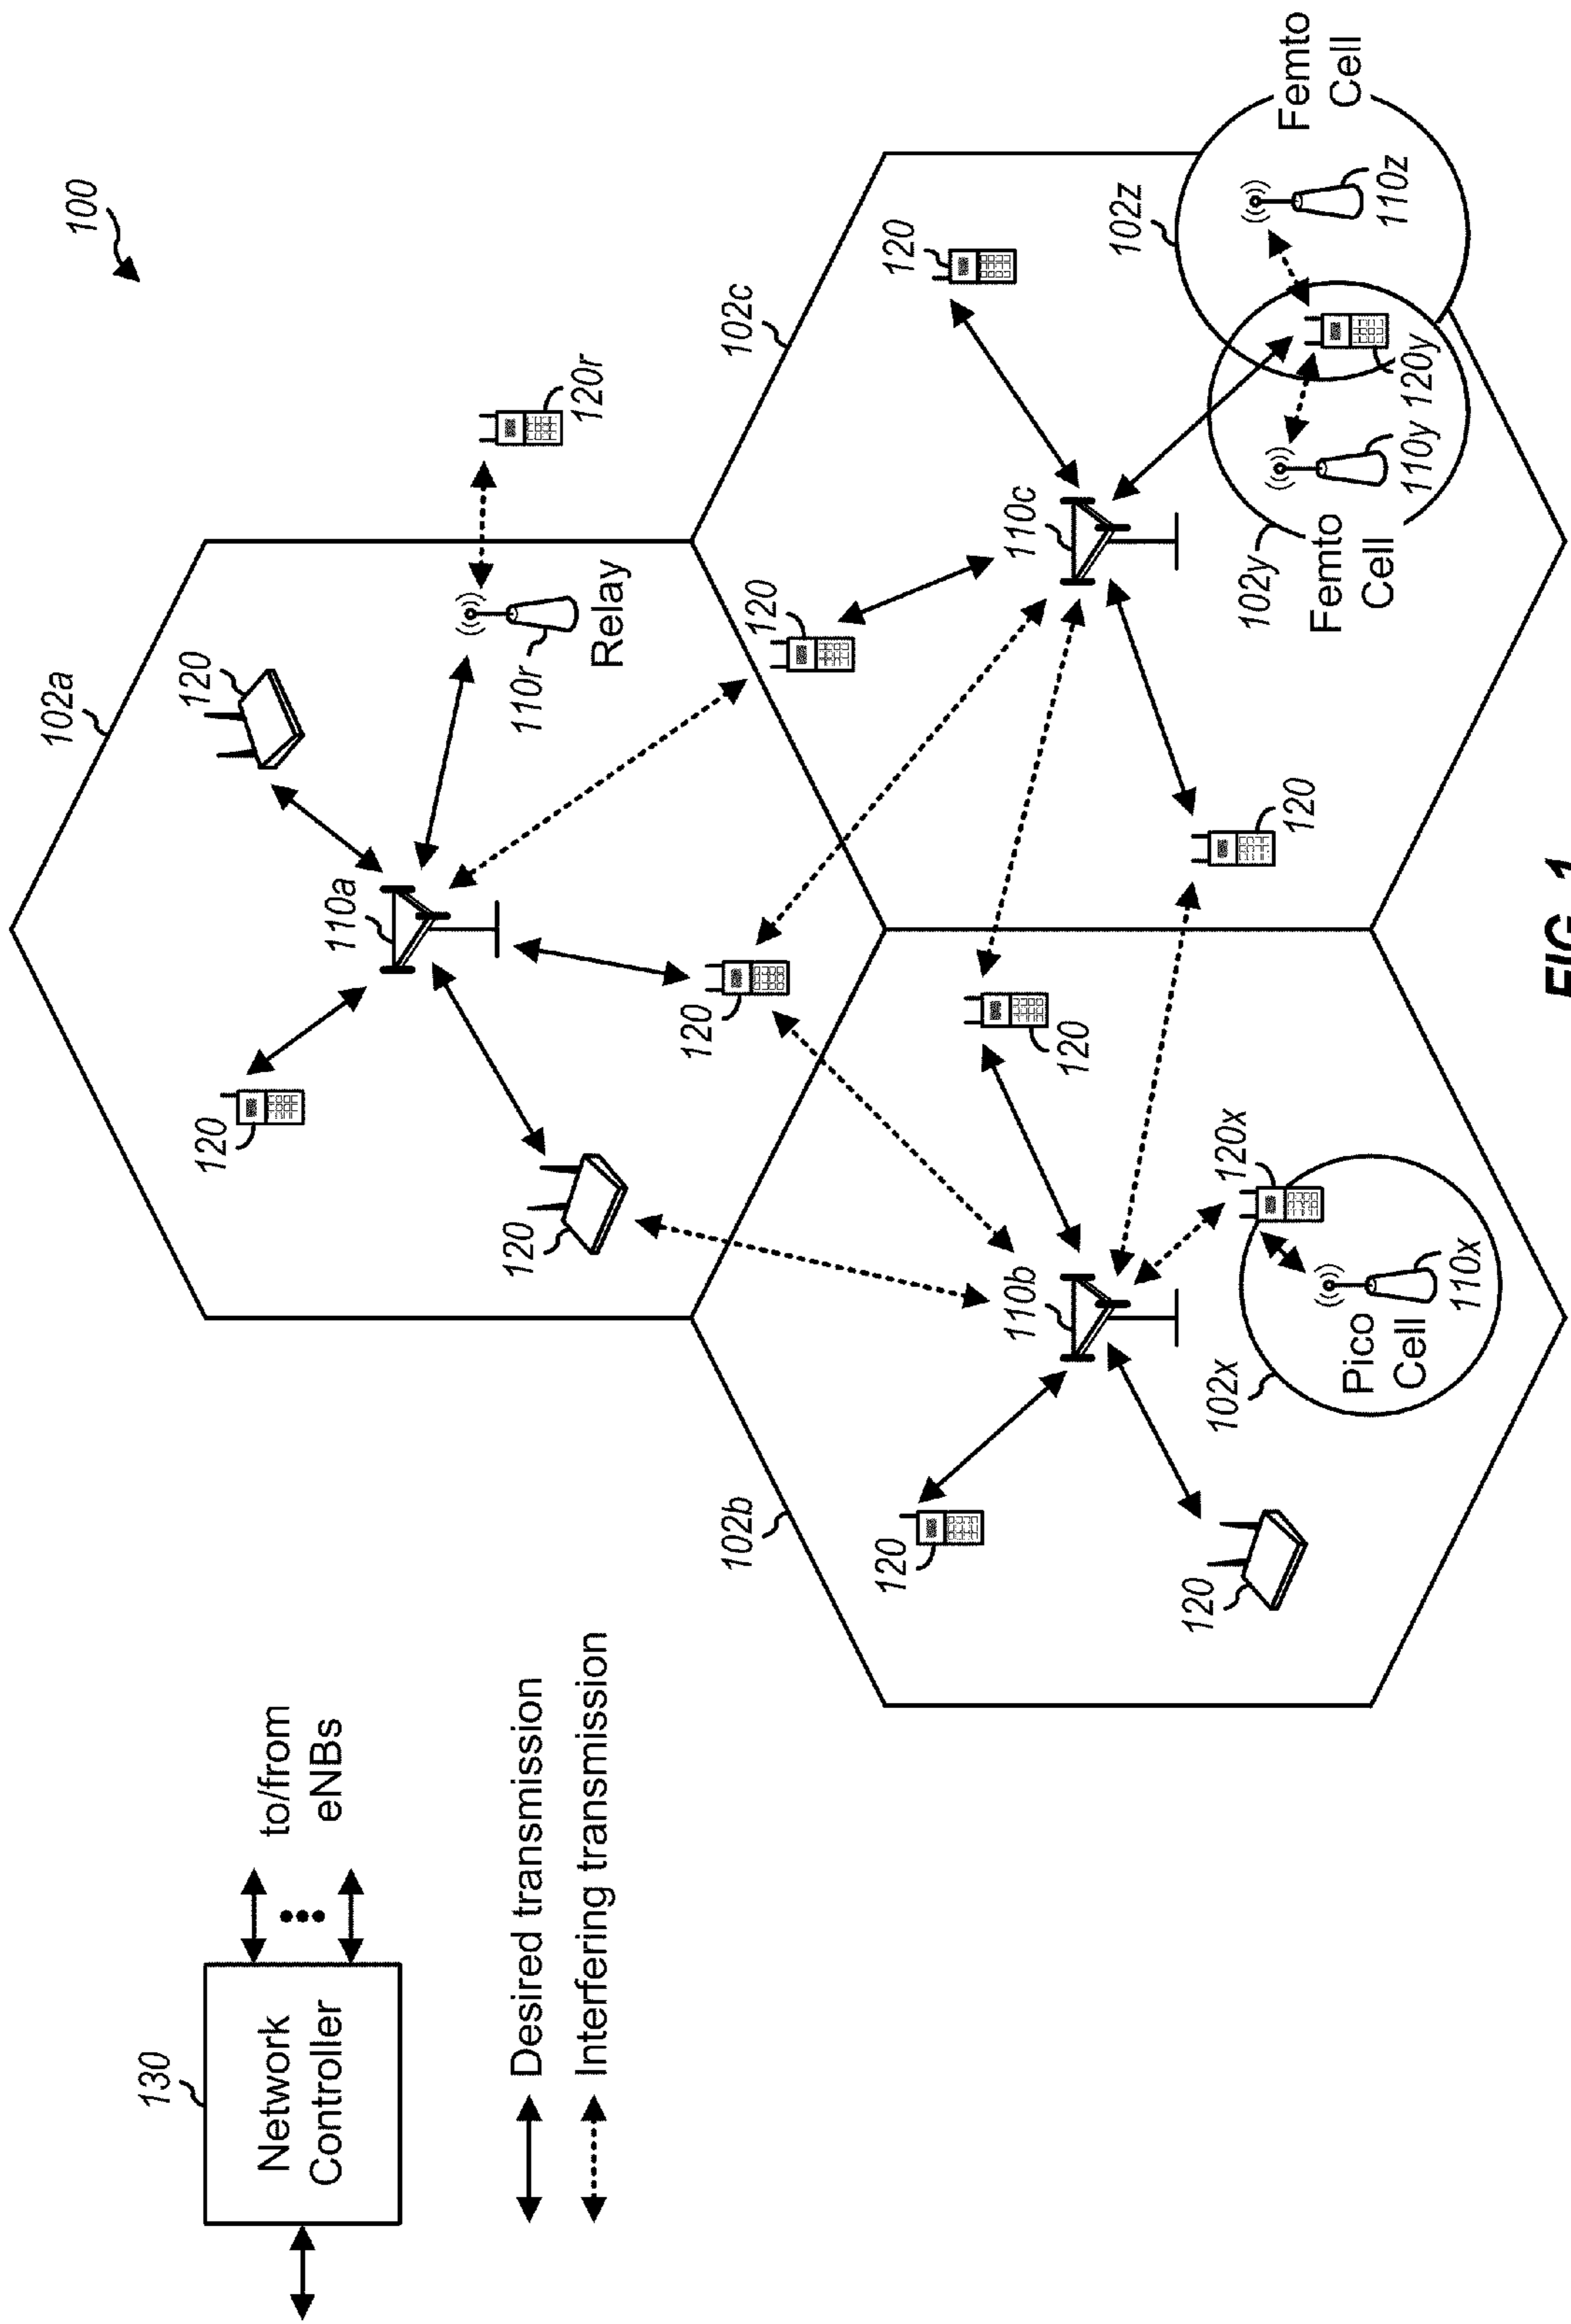 100
130
Network
Controller
to/from
eNBs
Desired transmission
Interfering transmission
102a
120
120
110a
120
120
110r
Relay
120r
120
102b
120
120
110b
120
102x
Pico
Cell
110x
120x
102c
120
120
110c
120
102y
Femto
Cell
110y
120y
102z
110z
Femto
Cell
FIG. 1